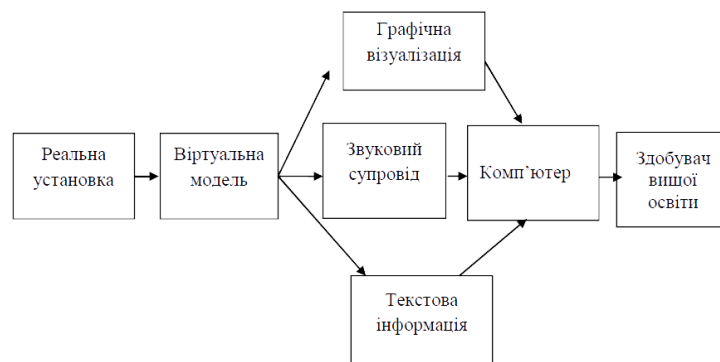 Графічна
візуалізація
Реальна
установка
Віртуальна
модель
Звуковий
супровід
Комп’ютер
Здобувач
вищої
освіти
Текстова
інформація